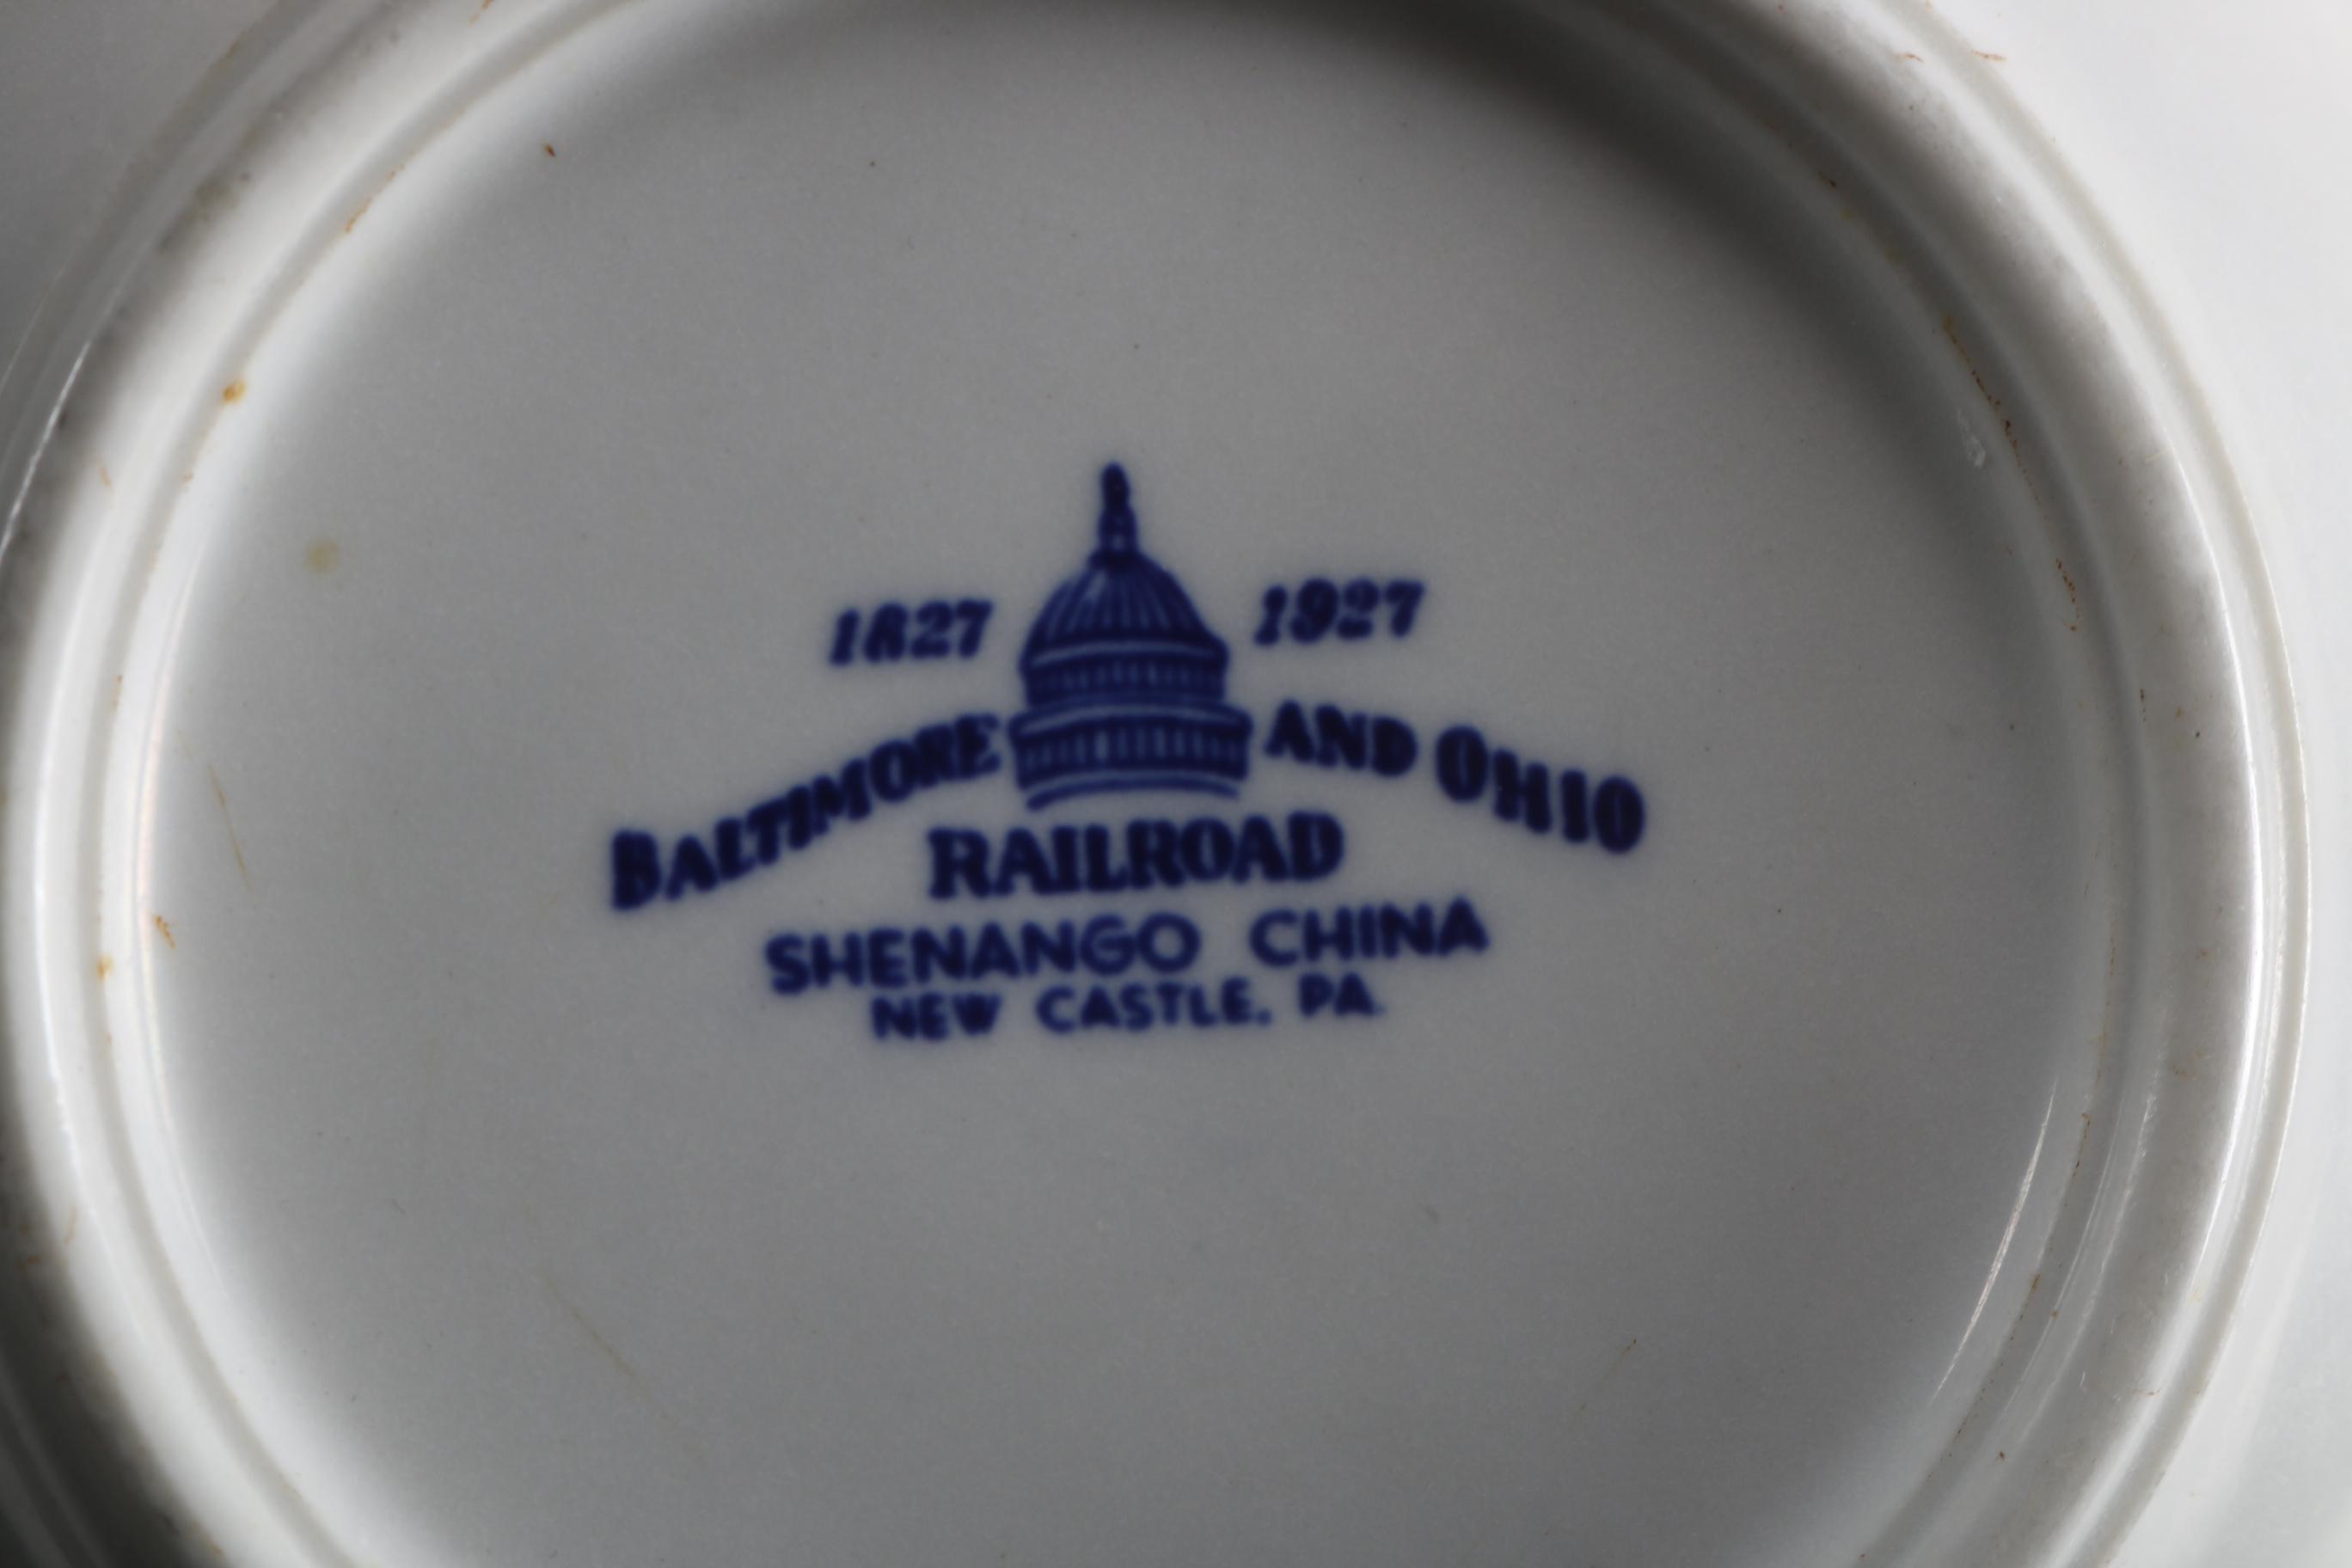 1827 1927
BALTIMORE AND OHIO
RAILROAD
SHENANGO CHINA
NEW CASTLE, PA.